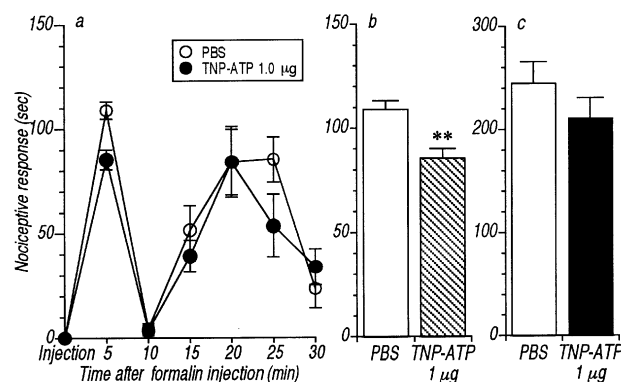 a
b
c
PBS
TNP-ATP 1.0 µg
Nociceptive response (sec)
150
100
50
0
Injection 5 10 15 20 25 30
Time after formalin injection (min)
150
100
50
0
**
PBS TNP-ATP
1 µg
300
200
100
0
PBS TNP-ATP
1 µg